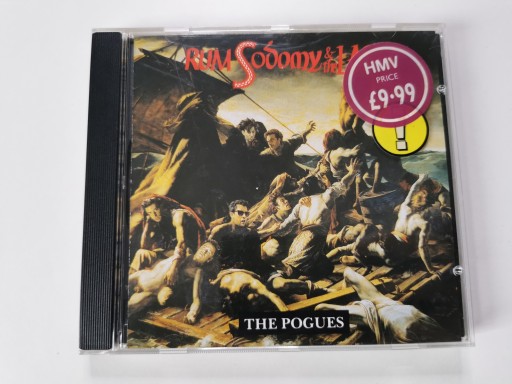 RUM Sodomy & THE
HMV
PRICE
£9.99
!
THE POGUES